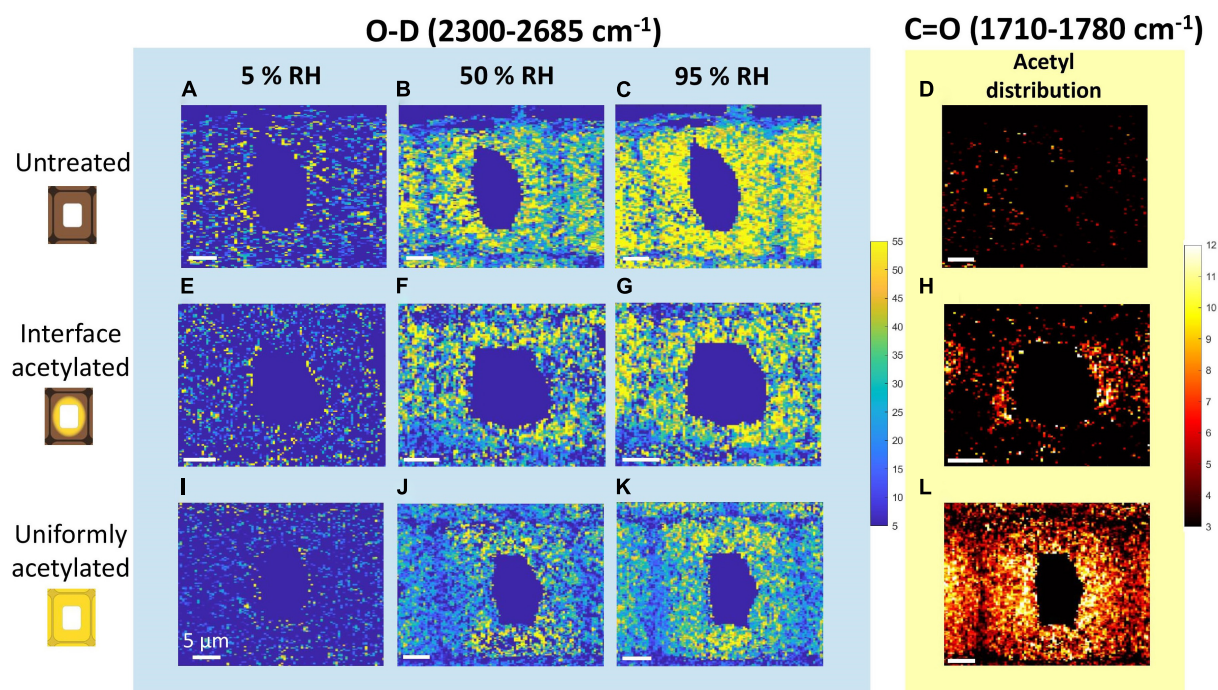 O-D (2300-2685 cm⁻¹)
C=O (1710-1780 cm⁻¹)
5 % RH
50 % RH
95 % RH
Acetyl
distribution
A
B
C
D
Untreated
E
F
G
H
Interface
acetylated
I
J
K
L
Uniformly
acetylated
5 μm
55
50
45
40
35
30
25
20
15
10
5
12
11
10
9
8
7
6
5
4
3